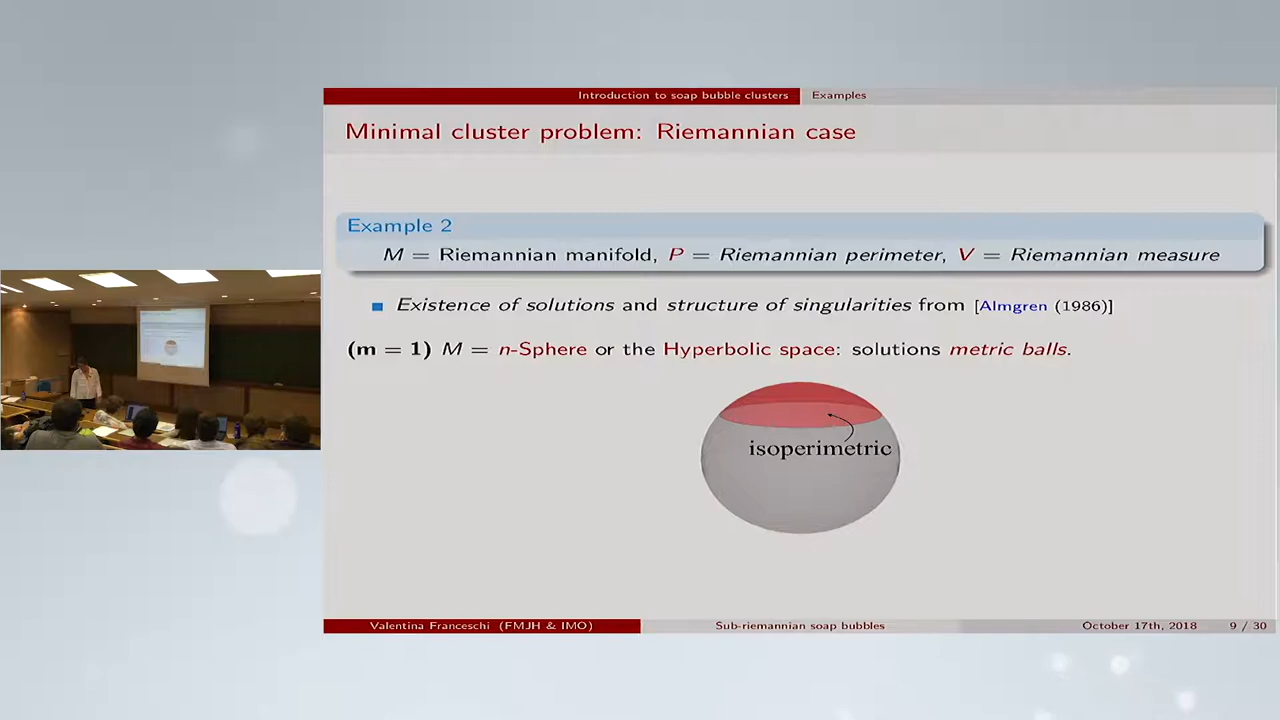 Introduction to soap bubble clusters Examples
Minimal cluster problem: Riemannian case
Example 2
M = Riemannian manifold, P = Riemannian perimeter, V = Riemannian measure
Existence of solutions and structure of singularities from [Almgren (1986)]
(m = 1) M = n-Sphere or the Hyperbolic space: solutions metric balls.
isoperimetric
Valentina Franceschi (FMJH & IMO) Sub-riemannian soap bubbles October 17th, 2018 9 / 30